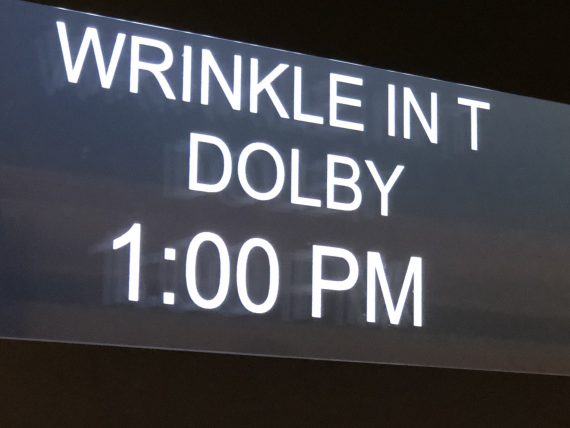 WRINKLE IN T
DOLBY
1:00 PM